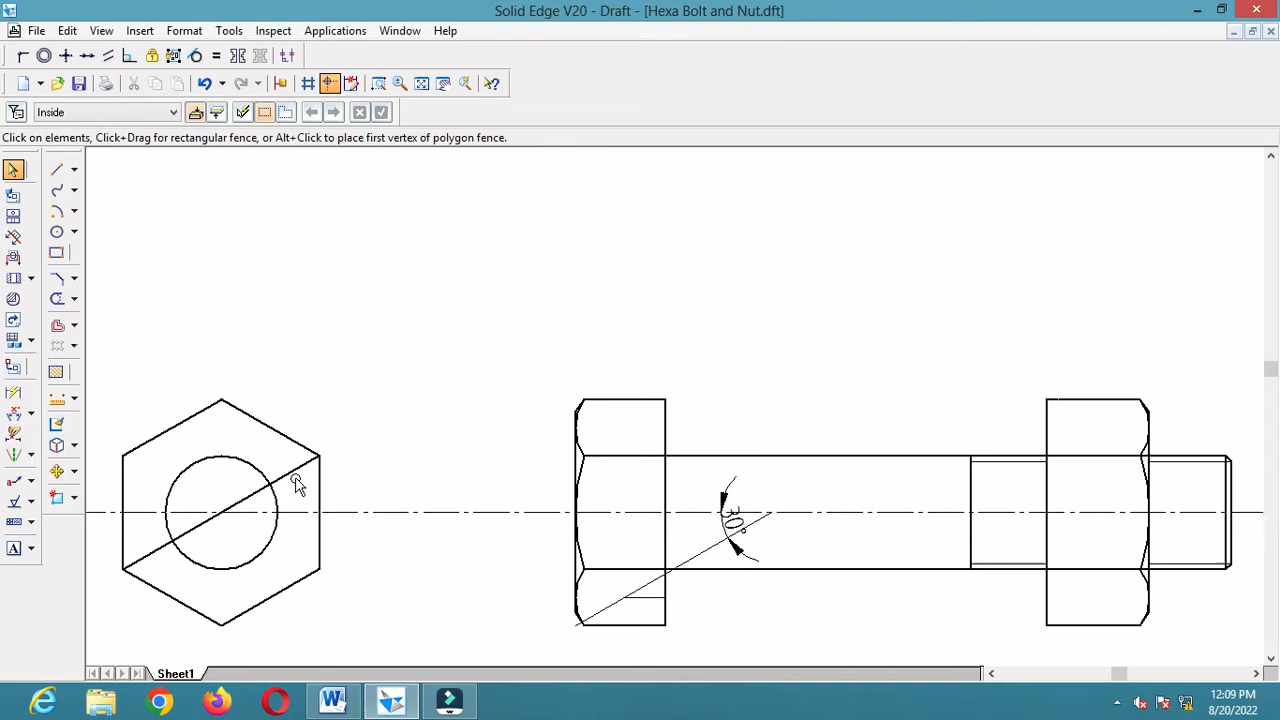 Solid Edge V20 - Draft - [Hexa Bolt and Nut.dft]
File Edit View Insert Format Tools Inspect Applications Window Help
Inside
Click on elements, Click+Drag for rectangular fence, or Alt+Click to place first vertex of polygon fence.
30°
Sheet1
12:09 PM
8/20/2022